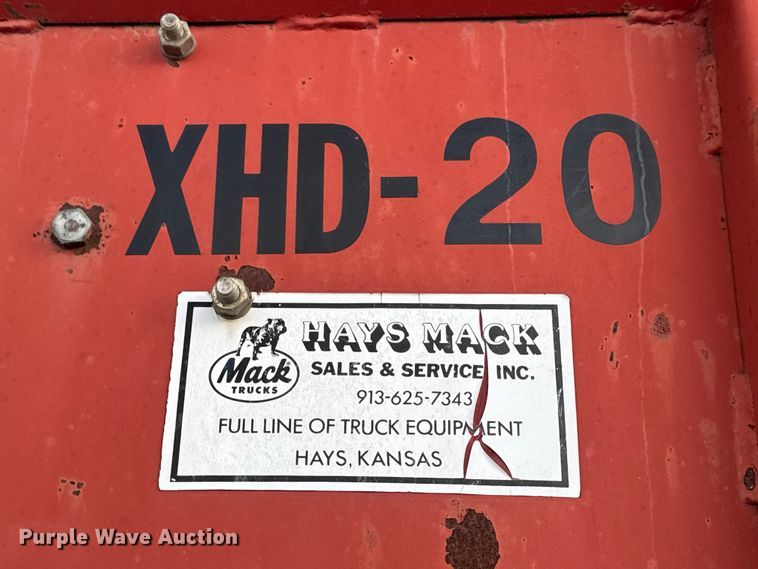 XHD-20
HAYS MACK
Mack
TRUCKS
SALES & SERVICE, INC.
913-625-7343
FULL LINE OF TRUCK EQUIPMENT
HAYS, KANSAS
Purple Wave Auction